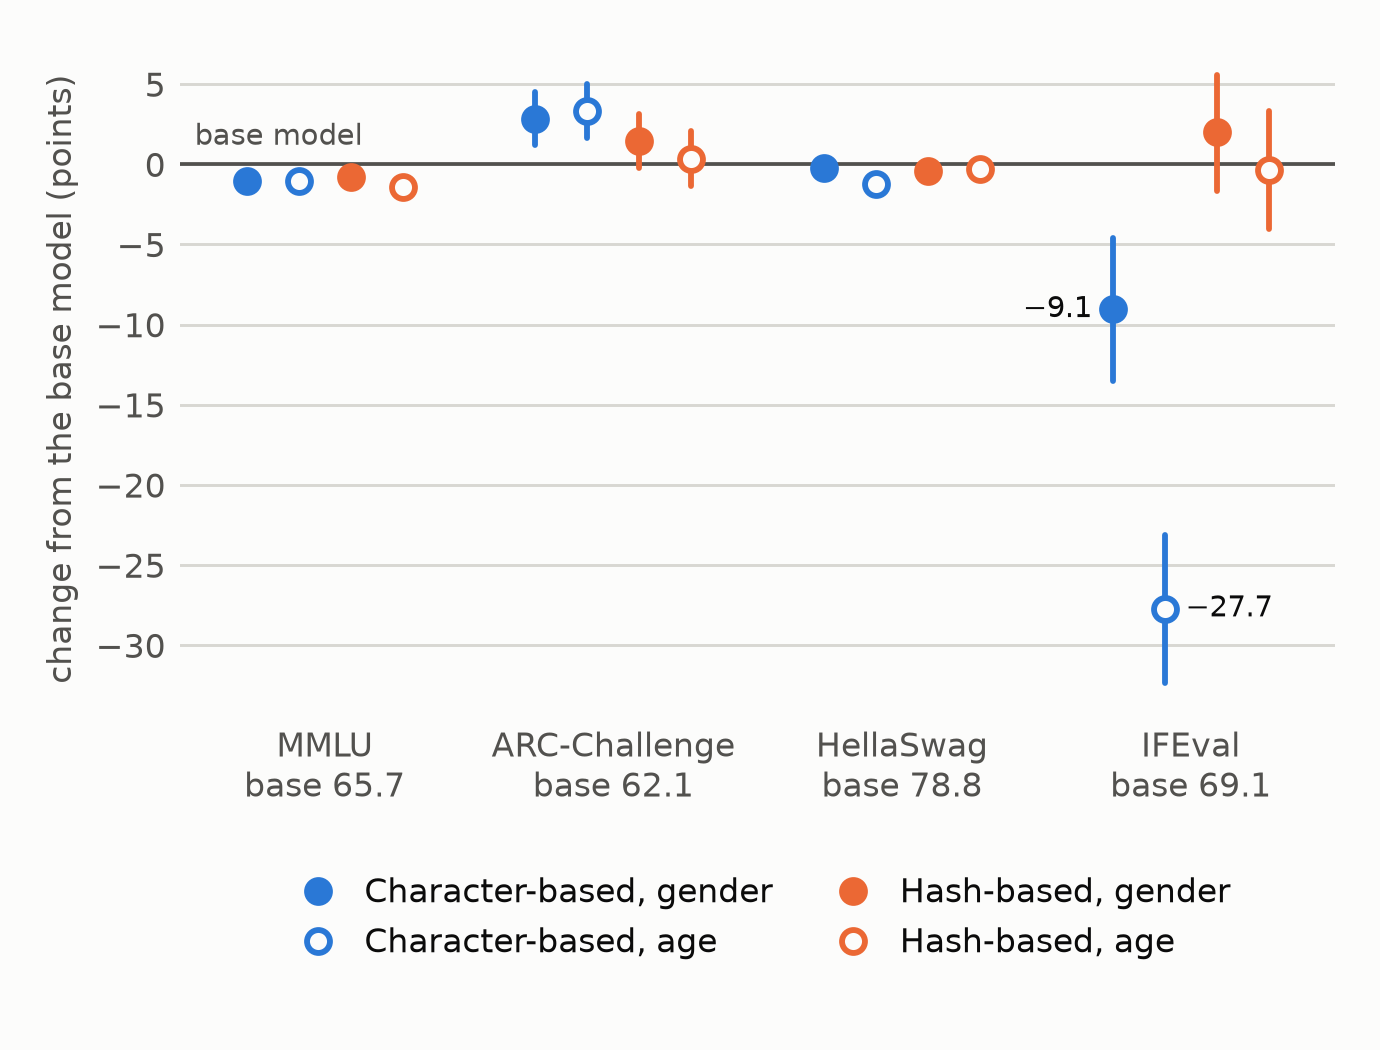 change from the base model (points)
5
0
−5
−10
−15
−20
−25
−30
base model
−9.1
−27.7
MMLU
base 65.7
ARC-Challenge
base 62.1
HellaSwag
base 78.8
IFEval
base 69.1
Character-based, gender
Character-based, age
Hash-based, gender
Hash-based, age